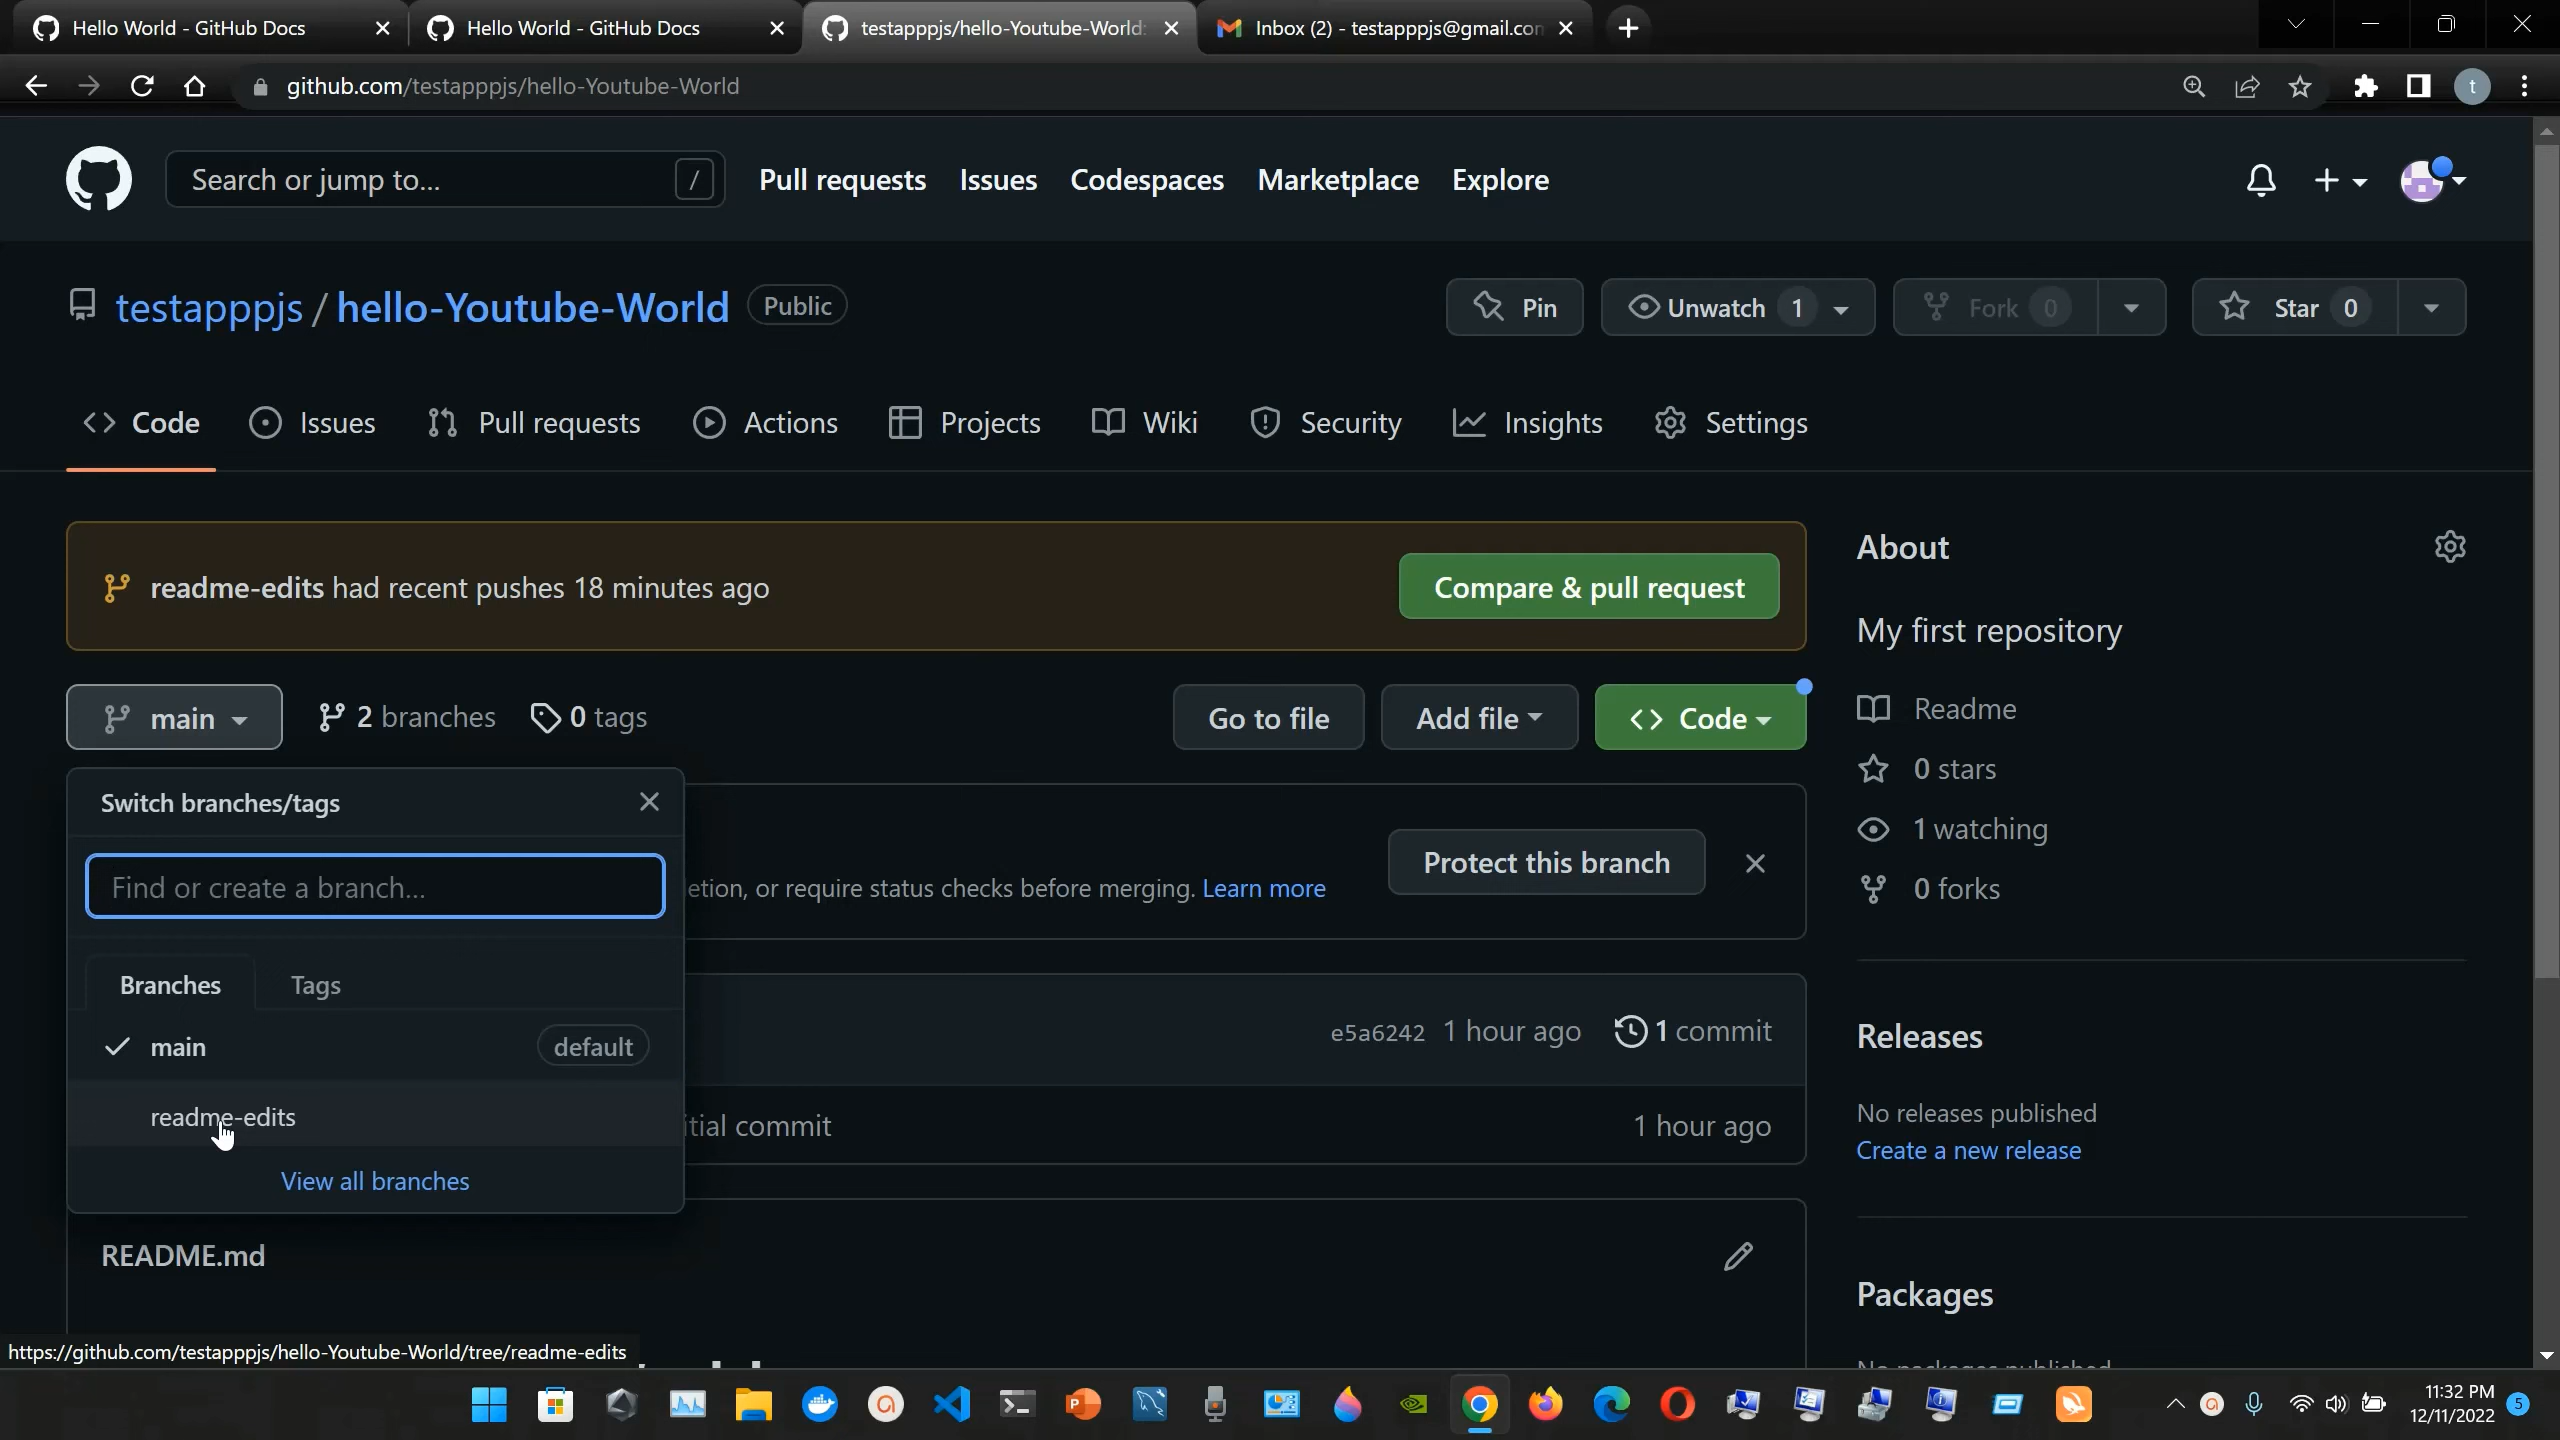 Hello World - GitHub Docs
Hello World - GitHub Docs
testapppjs/hello-Youtube-World:
Inbox (2) - testapppjs@gmail.con
github.com/testapppjs/hello-Youtube-World
t
Search or jump to... /
Pull requests Issues Codespaces Marketplace Explore
testapppjs / hello-Youtube-World Public
Pin
Unwatch 1
Fork 0
Star 0
Code Issues Pull requests Actions Projects Wiki Security Insights Settings
readme-edits had recent pushes 18 minutes ago
Compare & pull request
main 2 branches 0 tags
Go to file Add file Code
Switch branches/tags
Find or create a branch...
Branches Tags
main default
readme-edits
View all branches
Protect this branch
etion, or require status checks before merging. Learn more
e5a6242 1 hour ago 1 commit
itial commit 1 hour ago
README.md
About
My first repository
Readme
0 stars
1 watching
0 forks
Releases
No releases published
Create a new release
Packages
No packages published
https://github.com/testapppjs/hello-Youtube-World/tree/readme-edits
11:32 PM
12/11/2022
5